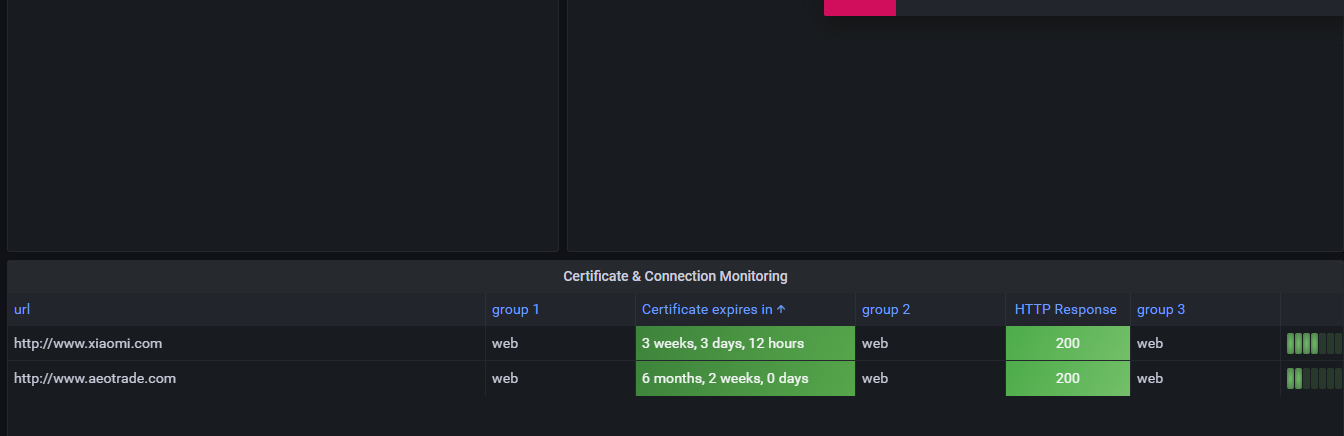 Certificate & Connection Monitoring
url group 1 Certificate expires in ↑ group 2 HTTP Response group 3
http://www.xiaomi.com web 3 weeks, 3 days, 12 hours web 200 web
http://www.aeotrade.com web 6 months, 2 weeks, 0 days web 200 web